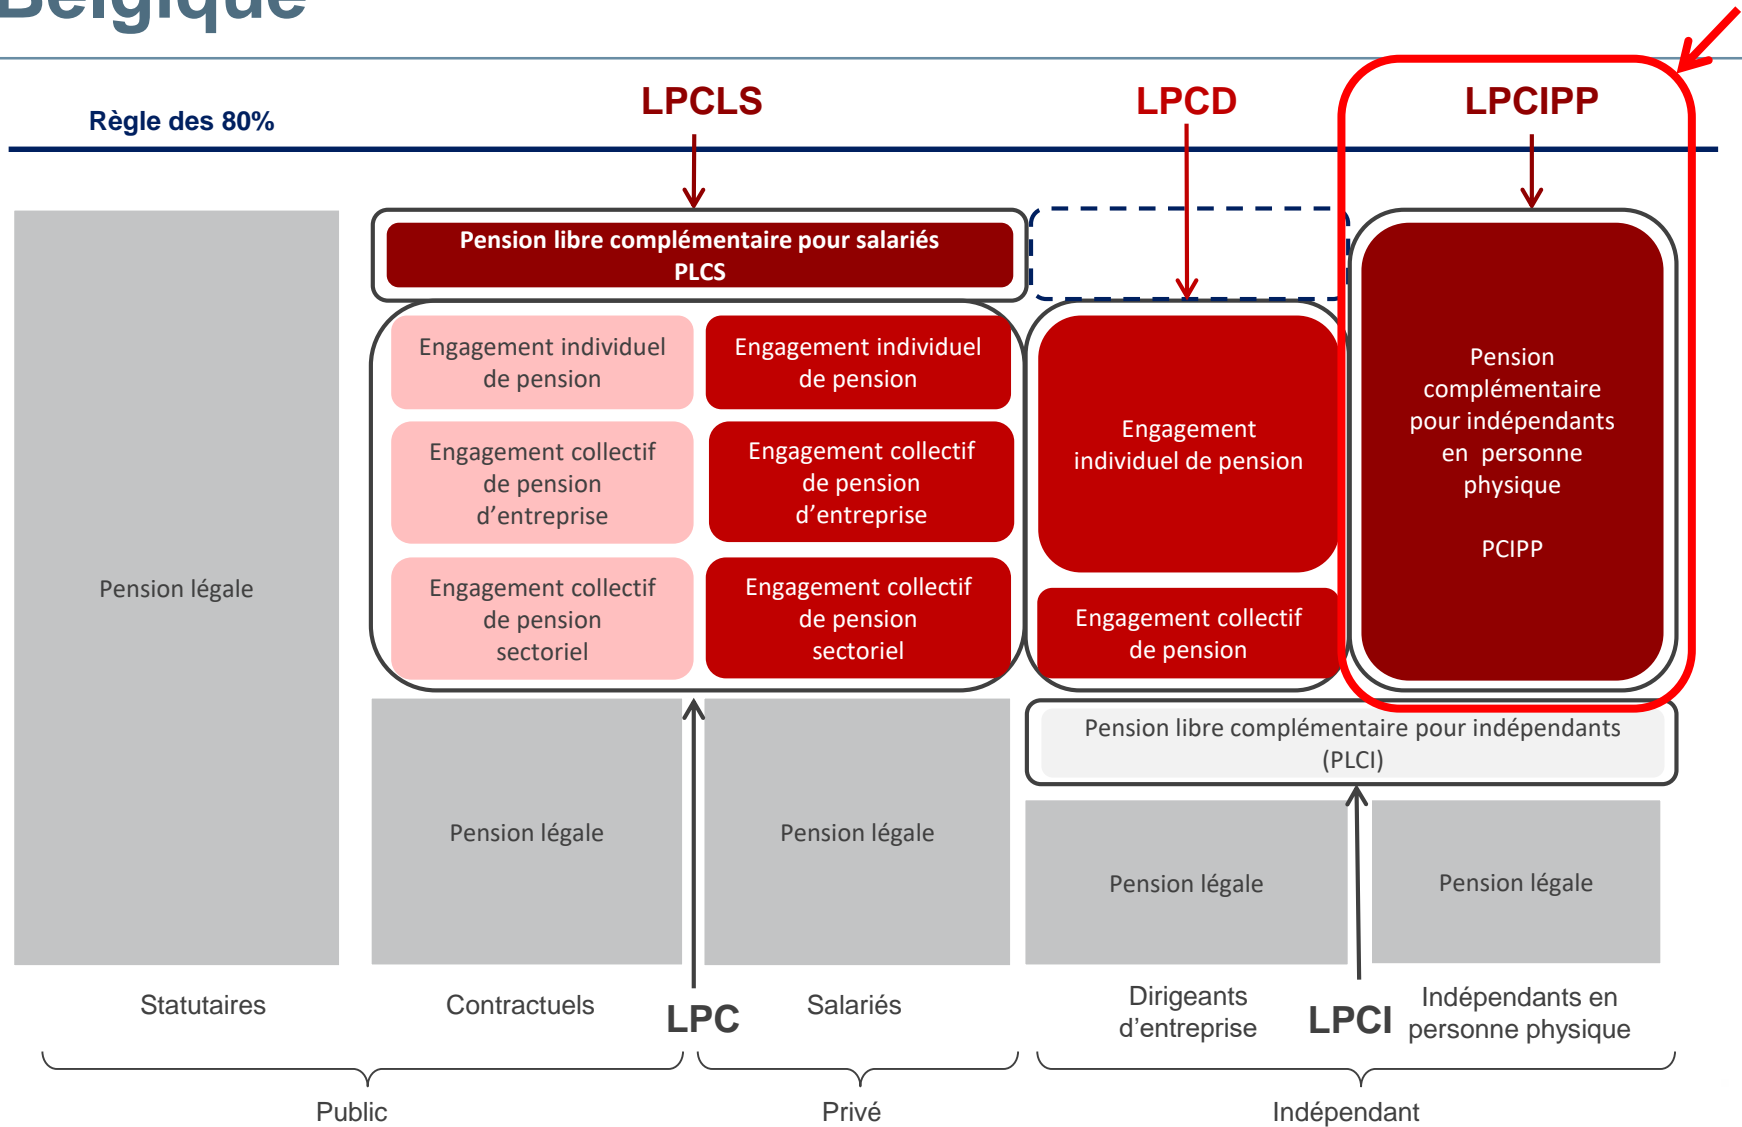 Belgique
Règle des 80%
LPCLS
LPCD
LPCIPP
Pension libre complémentaire pour salariés
PLCS
Engagement individuel
de pension
Engagement individuel
de pension
Engagement collectif
de pension
d’entreprise
Engagement collectif
de pension
d’entreprise
Engagement collectif
de pension
sectoriel
Engagement collectif
de pension
sectoriel
Engagement
individuel de pension
Engagement collectif
de pension
Pension
complémentaire
pour indépendants
en personne
physique
PCIPP
Pension libre complémentaire pour indépendants
(PLCI)
Pension légale
Pension légale
Pension légale
Pension légale
Pension légale
Statutaires
Contractuels
LPC
Salariés
Dirigeants
d’entreprise
LPCI
Indépendants en
personne physique
Public
Privé
Indépendant